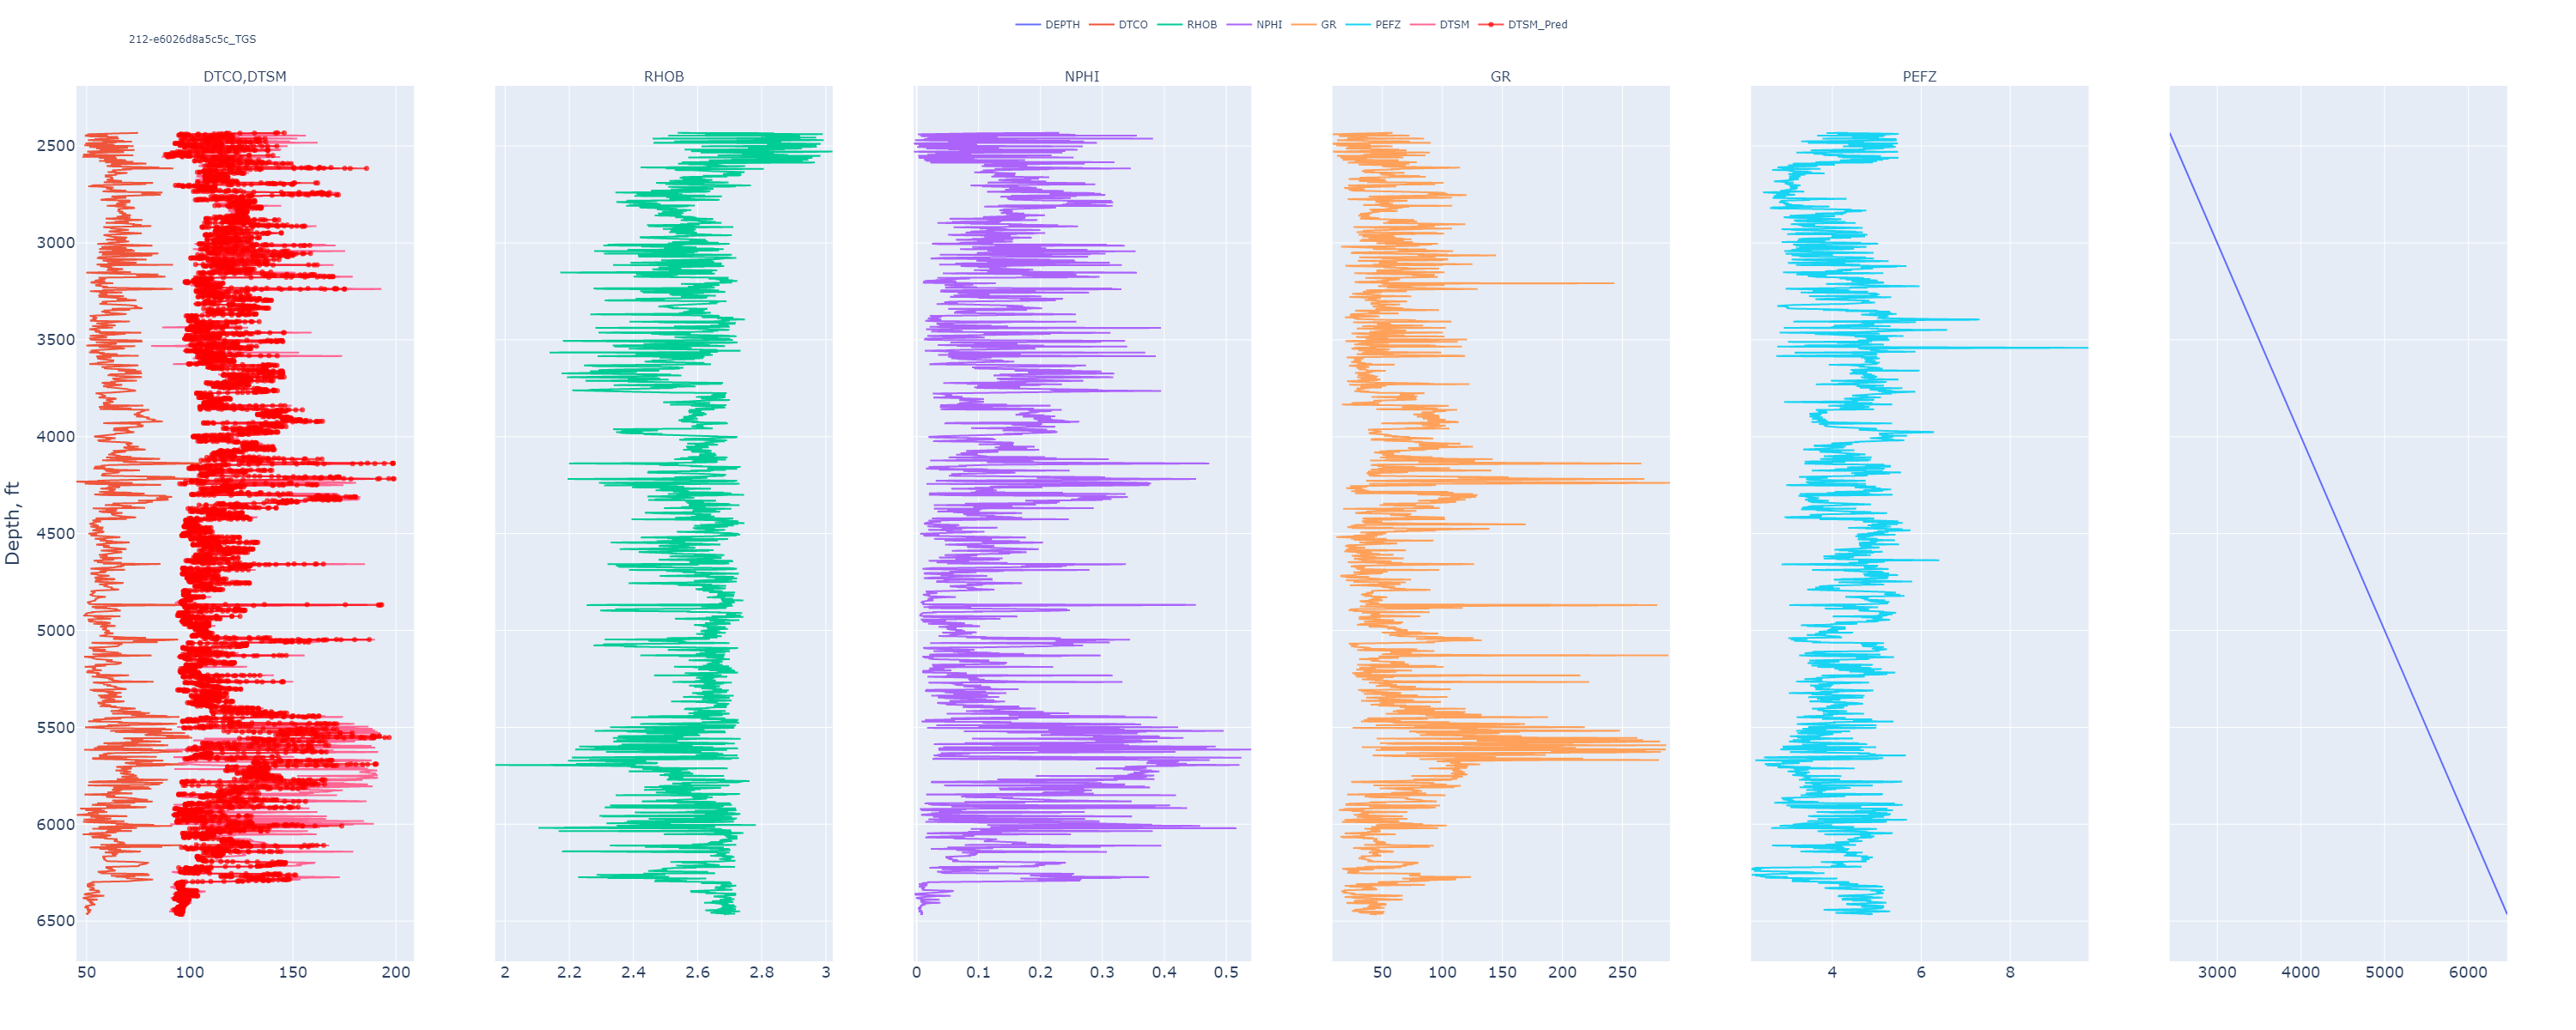 DEPTH DTCO RHOB NPHI GR PEFZ DTSM DTSM_Pred
212-e6026d8a5c5c_TGS
DTCO,DTSM RHOB NPHI GR PEFZ
Depth, ft
2500
3000
3500
4000
4500
5000
5500
6000
6500
50 100 150 200 2 2.2 2.4 2.6 2.8 3 0 0.1 0.2 0.3 0.4 0.5 50 100 150 200 250 4 6 8 3000 4000 5000 6000